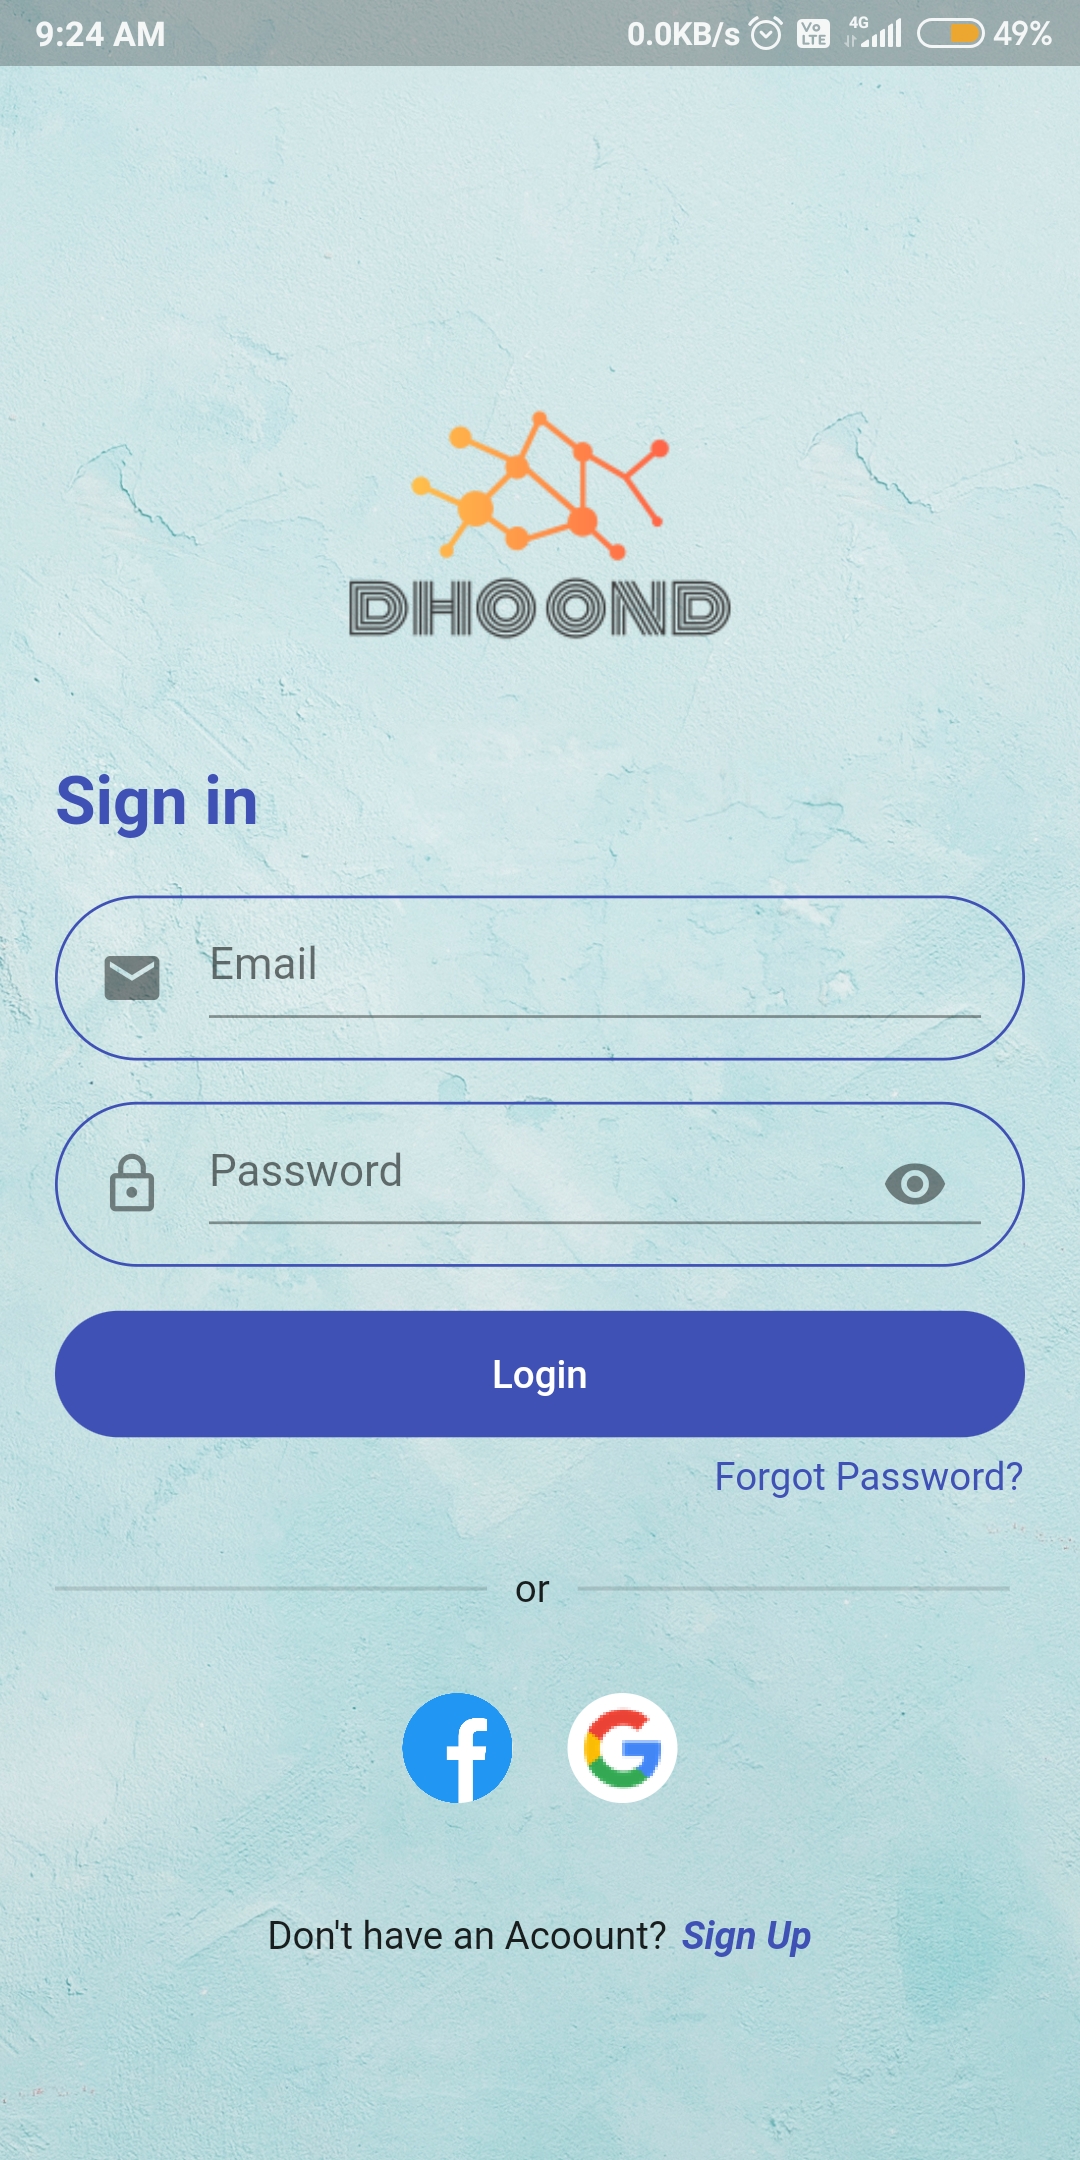 9:24 AM 0.0KB/s Vo LTE 4G 49%
DHOOND
Sign in
Email
Password
Login
Forgot Password?
or
Don't have an Acoount? Sign Up